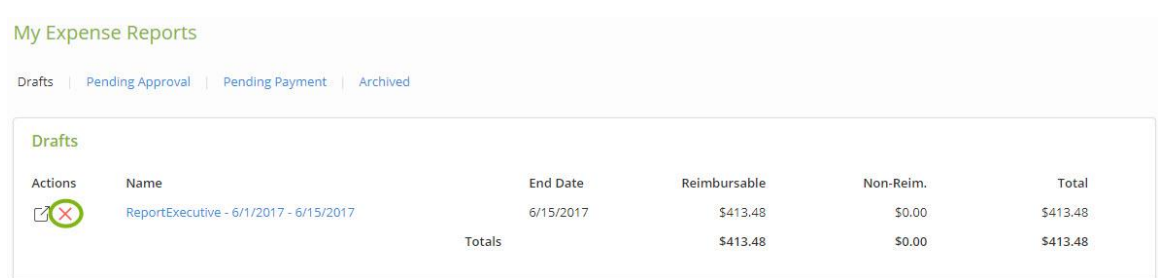 My Expense Reports
Drafts | Pending Approval | Pending Payment | Archived
Drafts
Actions Name End Date Reimbursable Non-Reim. Total
ReportExecutive - 6/1/2017 - 6/15/2017 6/15/2017 $413.48 $0.00 $413.48
Totals $413.48 $0.00 $413.48